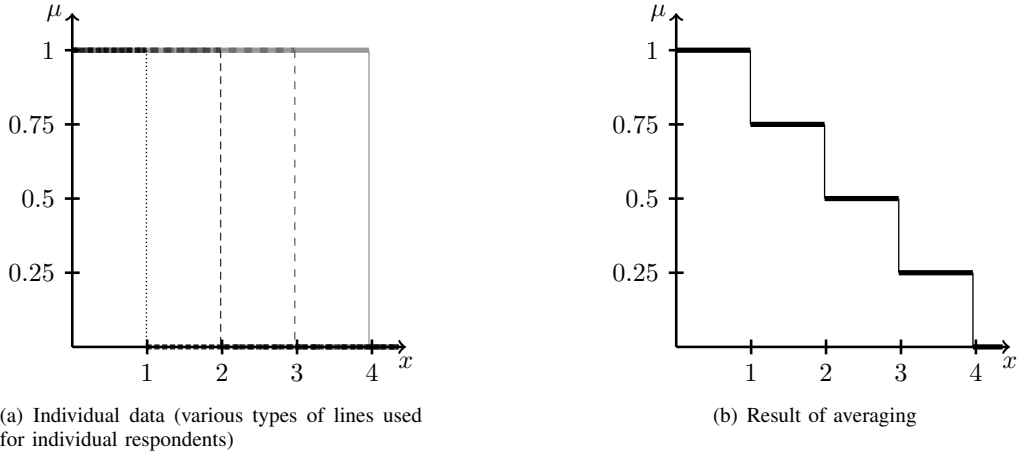 μ
1
0.75
0.5
0.25
1 2 3 4 x
(a) Individual data (various types of lines used
for individual respondents)
μ
1
0.75
0.5
0.25
1 2 3 4 x
(b) Result of averaging